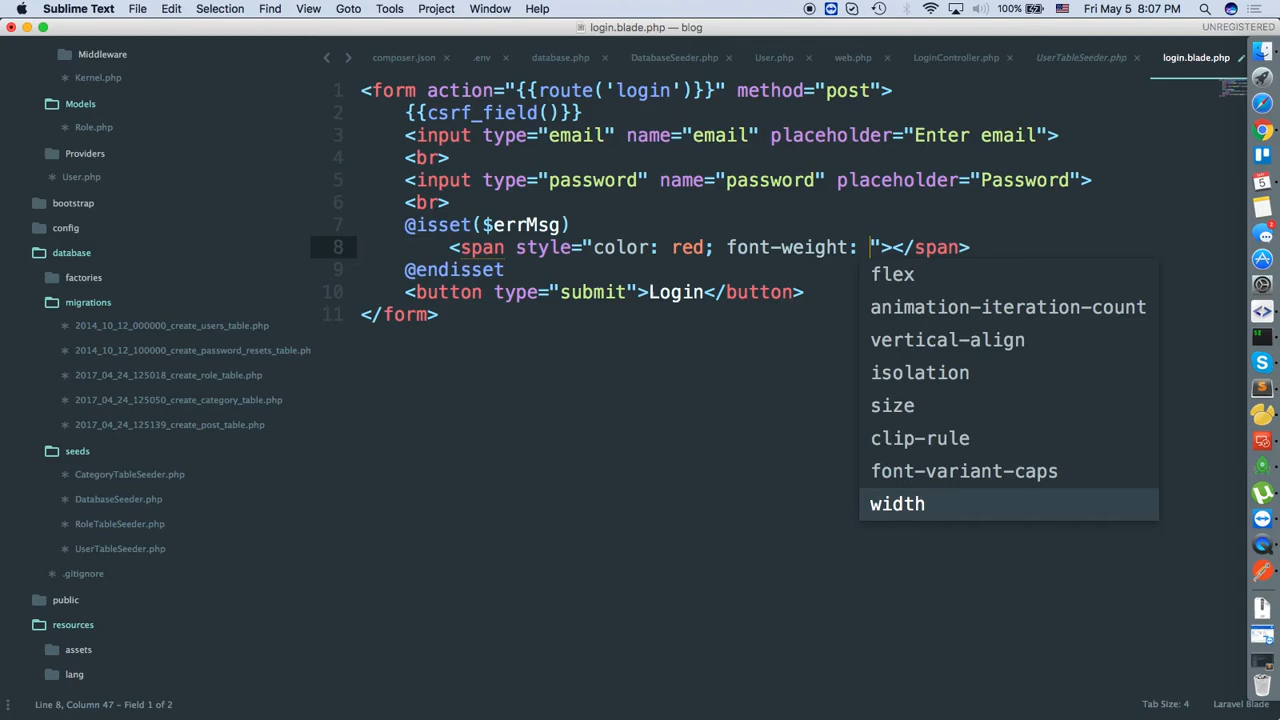 Sublime Text File Edit Selection Find View Goto Tools Project Window Help 100% Fri May 5 8:07 PM
login.blade.php — blog UNREGISTERED
composer.json .env database.php DatabaseSeeder.php User.php web.php LoginController.php UserTableSeeder.php login.blade.php
Middleware
Kernel.php
Models
Role.php
Providers
User.php
bootstrap
config
database
factories
migrations
2014_10_12_000000_create_users_table.php
2014_10_12_100000_create_password_resets_table.ph
2017_04_24_125018_create_role_table.php
2017_04_24_125050_create_category_table.php
2017_04_24_125139_create_post_table.php
seeds
CategoryTableSeeder.php
DatabaseSeeder.php
RoleTableSeeder.php
UserTableSeeder.php
.gitignore
public
resources
assets
lang
1 <form action="{{route('login')}}" method="post">
2 {{csrf_field()}}
3 <input type="email" name="email" placeholder="Enter email">
4 <br>
5 <input type="password" name="password" placeholder="Password">
6 <br>
7 @isset($errMsg)
8 <span style="color: red; font-weight: "></span>
9 @endisset
10 <button type="submit">Login</button>
11 </form>
flex
animation-iteration-count
vertical-align
isolation
size
clip-rule
font-variant-caps
width
Line 8, Column 47 - Field 1 of 2 Tab Size: 4 Laravel Blade